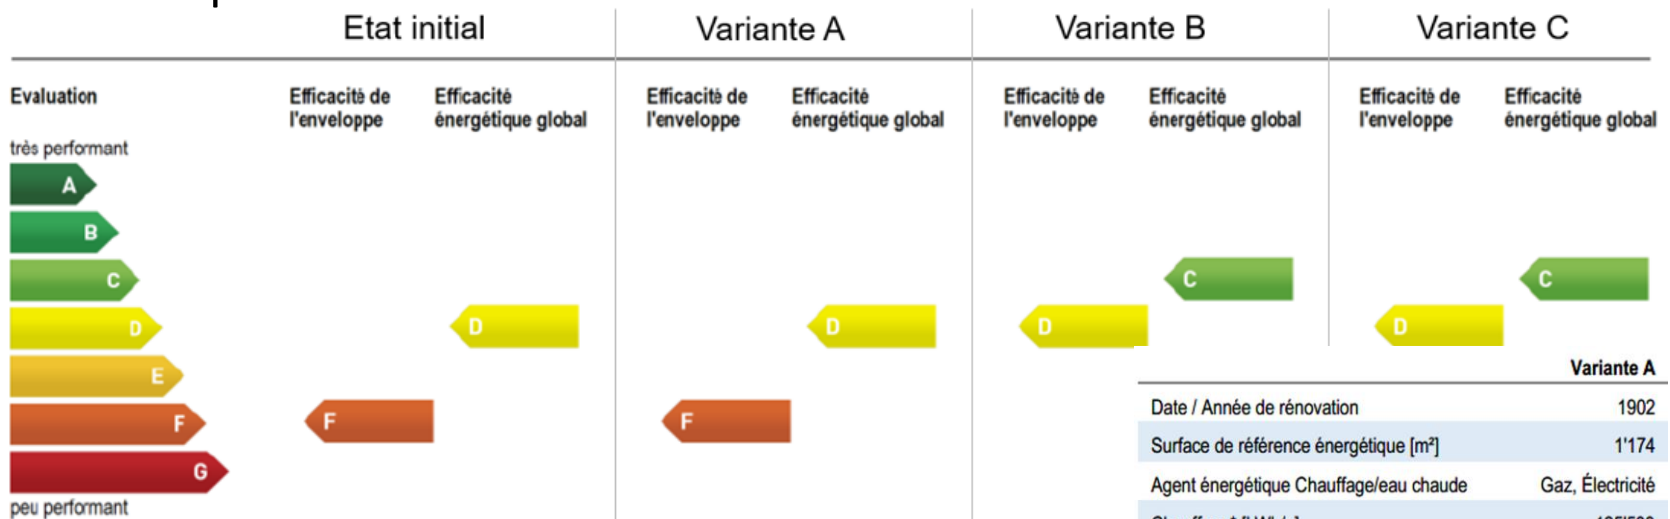 Etat initial Variante A Variante B Variante C
Evaluation Efficacité de l'enveloppe Efficacité énergétique global Efficacité de l'enveloppe Efficacité énergétique global Efficacité de l'enveloppe Efficacité énergétique global Efficacité de l'enveloppe Efficacité énergétique global
très performant
A
B
C C C
D D D D D
E
F F F
G
peu performant
Variante A
Date / Année de rénovation 1902
Surface de référence énergétique [m²] 1'174
Agent énergétique Chauffage/eau chaude Gaz, Électricité